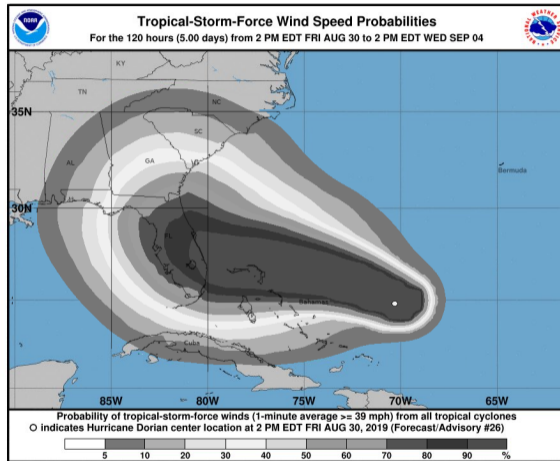 NOAA
Tropical-Storm-Force Wind Speed Probabilities
For the 120 hours (5.00 days) from 2 PM EDT FRI AUG 30 to 2 PM EDT WED SEP 04
KY
TN
NC
35N
SC
AL
GA
Bermuda
30N
FL
Bahamas
Cuba
85W 80W 75W 70W 65W
Probability of tropical-storm-force winds (1-minute average >= 39 mph) from all tropical cyclones
indicates Hurricane Dorian center location at 2 PM EDT FRI AUG 30, 2019 (Forecast/Advisory #26)
5 10 20 30 40 50 60 70 80 90 %